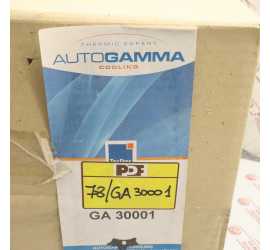 THERMIC EXPERT
AUTOGAMMA
COOLING
PDF
78/GA 30001
GA 30001